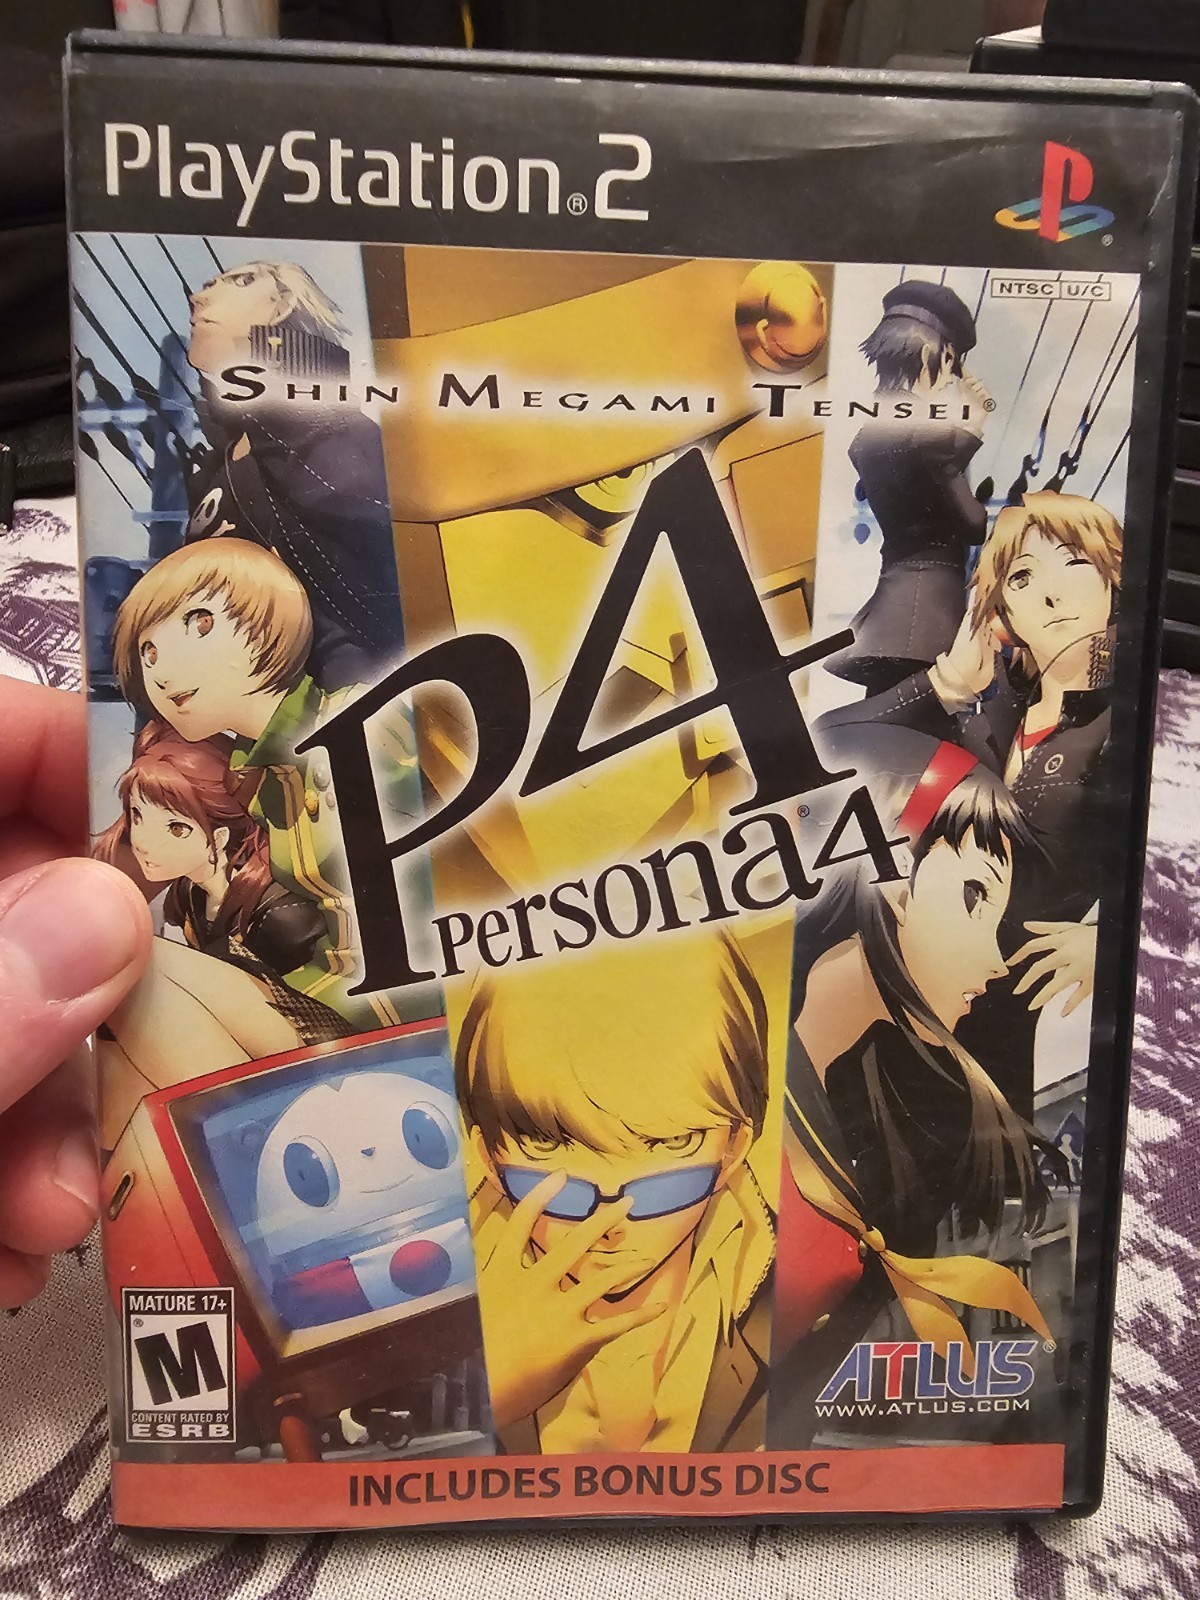 PlayStation®2
NTSC U/C
SHIN MEGAMI TENSEI®
P4
Persona®4
MATURE 17+
M®
CONTENT RATED BY
ESRB
ATLUS®
WWW.ATLUS.COM
INCLUDES BONUS DISC